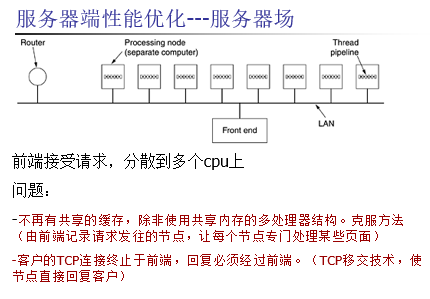 服务器端性能优化---服务器场
Router
Processing node
(separate computer)
Thread
pipeline
Front end
LAN
前端接受请求，分散到多个cpu上
问题：
-不再有共享的缓存，除非使用共享内存的多处理器结构。克服方法
（由前端记录请求发往的节点，让每个节点专门处理某些页面）
-客户的TCP连接终止于前端，回复必须经过前端。（TCP移交技术，使
节点直接回复客户）